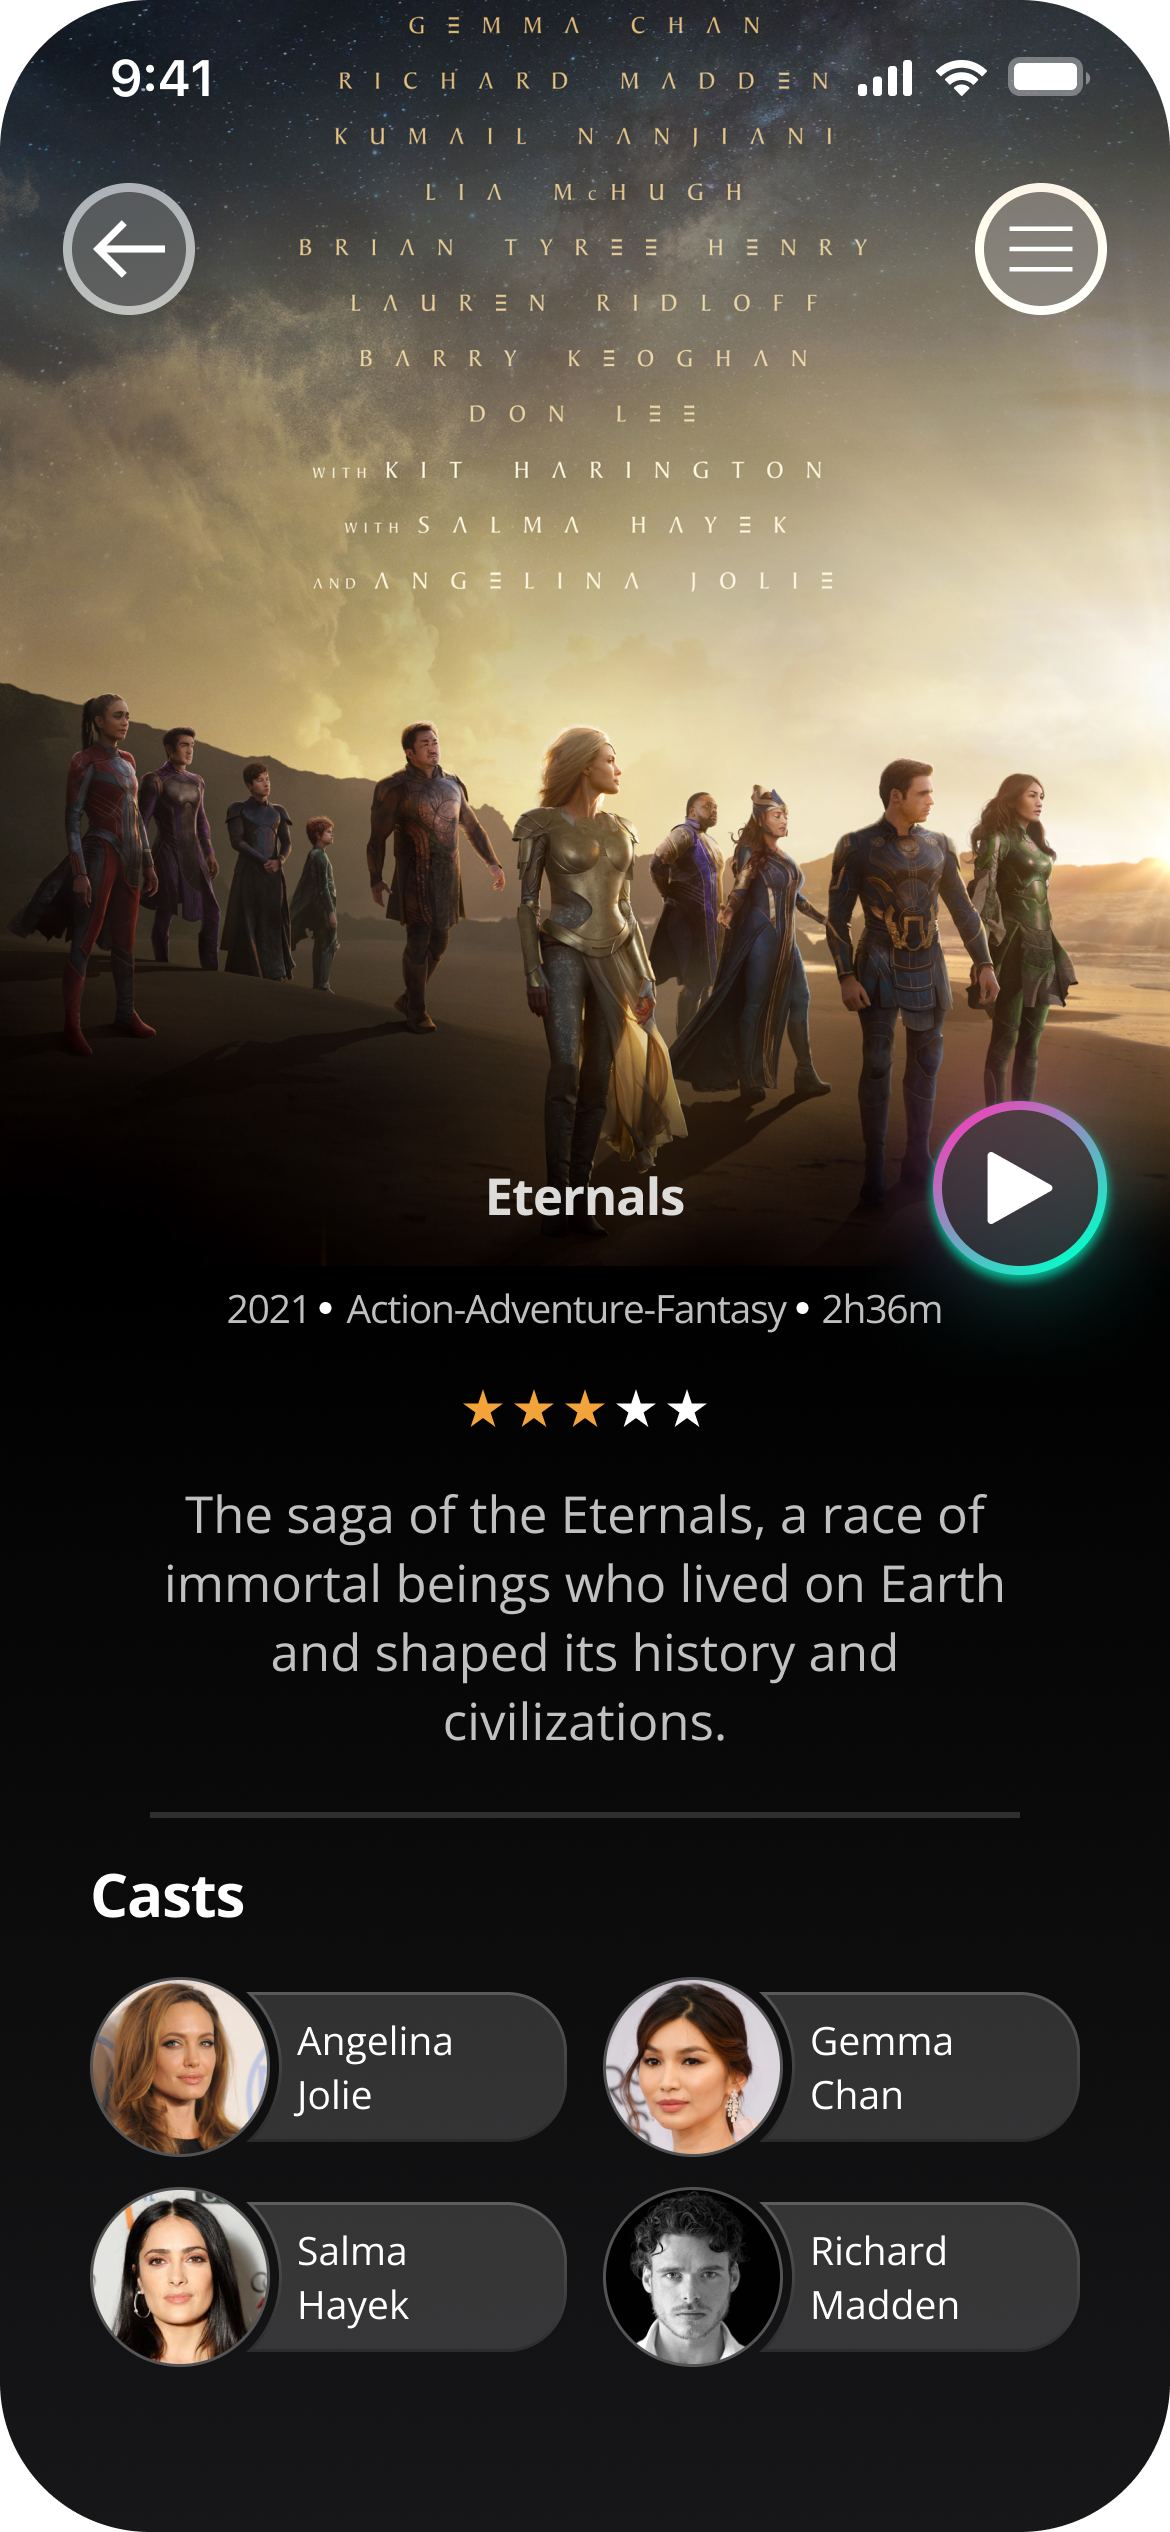 GEMMA CHAN
9:41
RICHARD MADDEN
KUMAIL NANJIANI
LIA McHUGH
BRIAN TYREE HENRY
LAUREN RIDLOFF
BARRY KEOGHAN
DON LEE
WITH KIT HARINGTON
WITH SALMA HAYEK
AND ANGELINA JOLIE
Eternals
2021 • Action-Adventure-Fantasy • 2h36m
The saga of the Eternals, a race of
immortal beings who lived on Earth
and shaped its history and
civilizations.
Casts
Angelina
Jolie
Gemma
Chan
Salma
Hayek
Richard
Madden